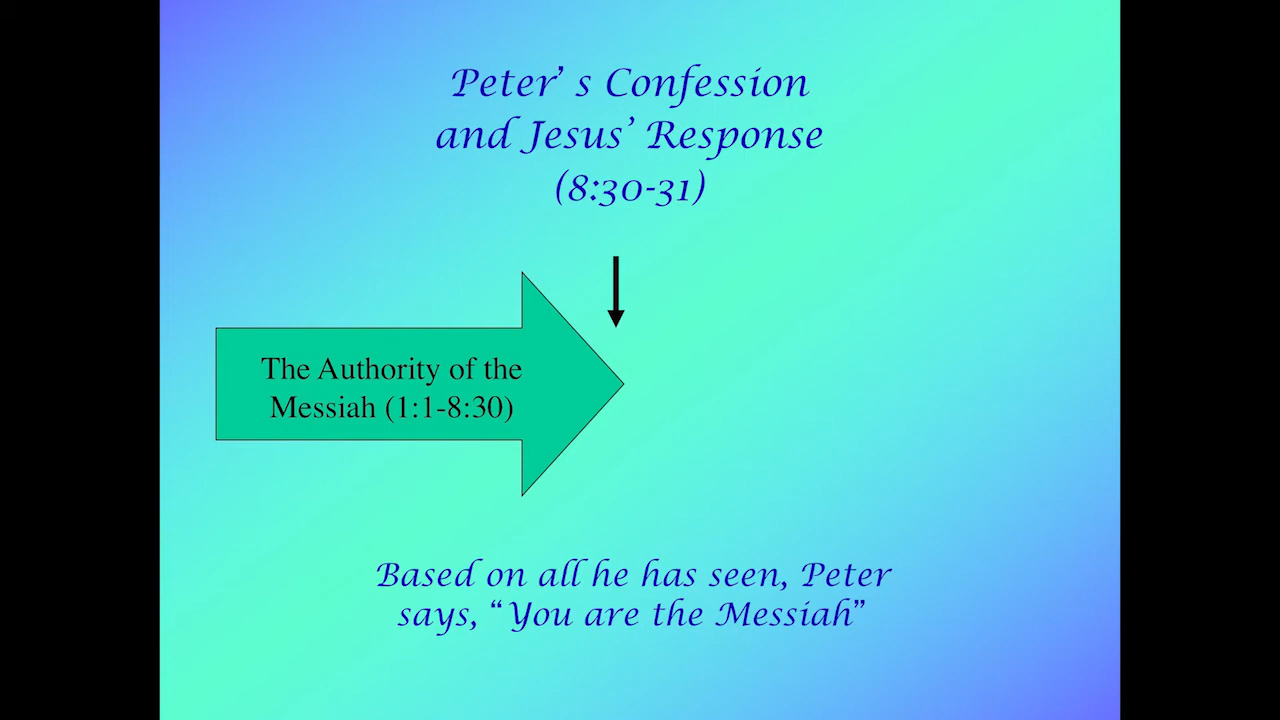 Peter’ s Confession
and Jesus’ Response
(8:30-31)
The Authority of the
Messiah (1:1-8:30)
Based on all he has seen, Peter
says, “You are the Messiah”